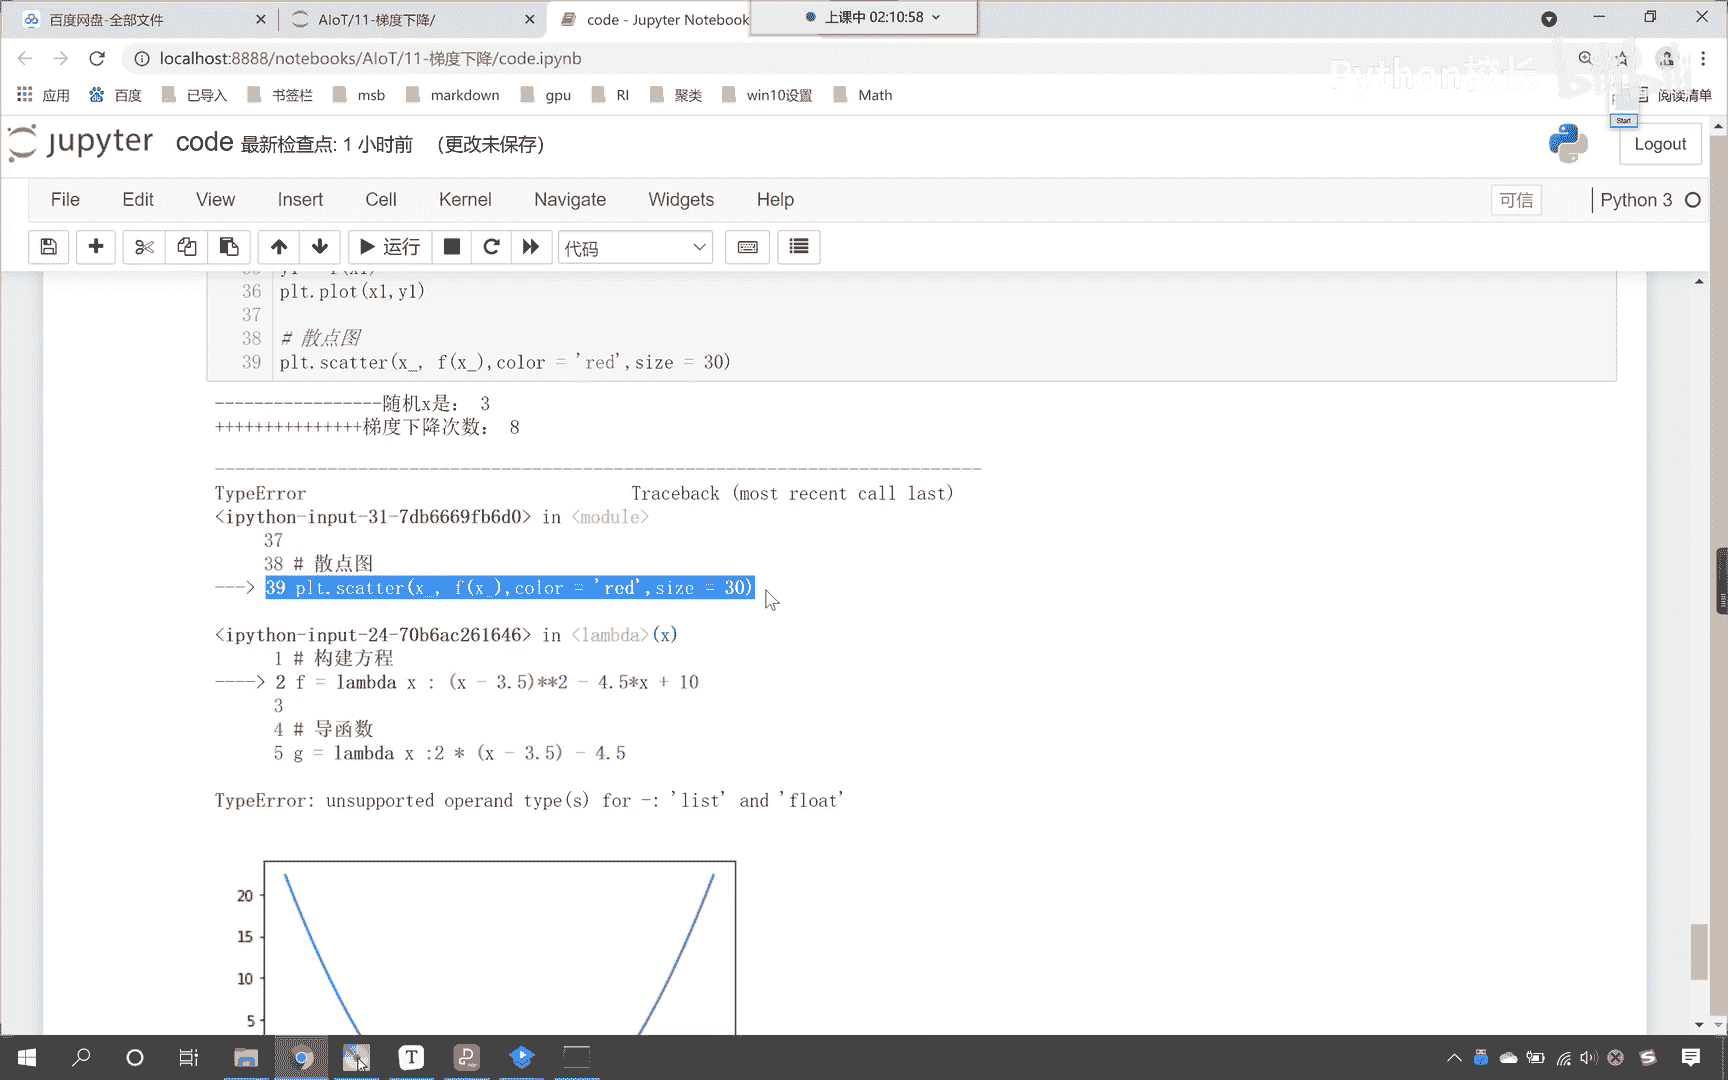 百度网盘-全部文件
AIoT/11-梯度下降/
code - Jupyter Notebook
上课中 02:10:58
localhost:8888/notebooks/AIoT/11-梯度下降/code.ipynb
Python校长
bilibili
应用
百度
已导入
书签栏
msb
markdown
gpu
RI
聚类
win10设置
Math
阅读清单
Start
jupyter
code 最新检查点: 1 小时前 (更改未保存)
Logout
File Edit View Insert Cell Kernel Navigate Widgets Help
可信
Python 3
运行
代码
36 plt.plot(x1,y1)
37
38 # 散点图
39 plt.scatter(x_, f(x_),color = 'red',size = 30)
-----------------随机x是: 3
+++++++++++++++梯度下降次数: 8
---------------------------------------------------------------------------
TypeError Traceback (most recent call last)
<ipython-input-31-7db6669fb6d0> in <module>
37
38 # 散点图
---> 39 plt.scatter(x_, f(x_),color = 'red',size = 30)
<ipython-input-24-70b6ac261646> in <lambda>(x)
1 # 构建方程
----> 2 f = lambda x : (x - 3.5)**2 - 4.5*x + 10
3
4 # 导函数
5 g = lambda x :2 * (x - 3.5) - 4.5
TypeError: unsupported operand type(s) for -: 'list' and 'float'
20
15
10
5